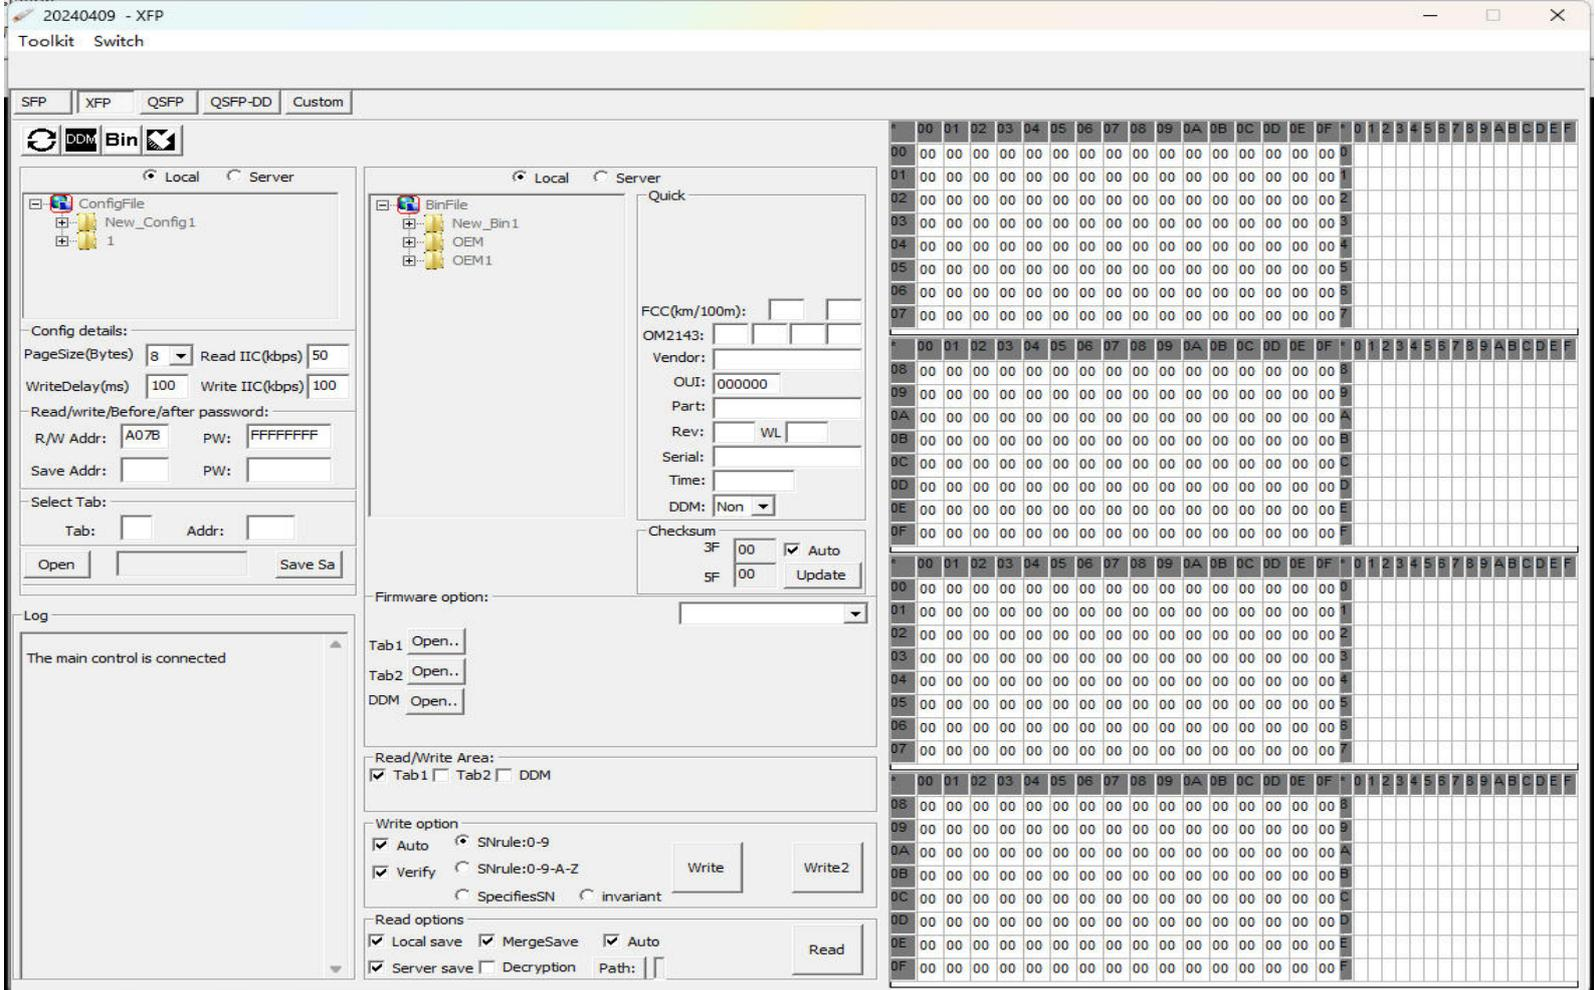 20240409 - XFP
Toolkit Switch
SFP XFP QSFP QSFP-DD Custom
DDM Bin
Local Server
ConfigFile
New_Config1
1
Config details:
PageSize(Bytes) 8 Read IIC(kbps) 50
WriteDelay(ms) 100 Write IIC(kbps) 100
Read/write/Before/after password:
R/W Addr: A07B PW: FFFFFFFF
Save Addr: PW:
Select Tab:
Tab: Addr:
Open Save Sa
Log
The main control is connected
Local Server
BinFile
New_Bin1
OEM
OEM1
Quick
FCC(km/100m):
OM2143:
Vendor:
OUI: 000000
Part:
Rev: WL
Serial:
Time:
DDM: Non
Checksum
3F 00 Auto
5F 00 Update
Firmware option:
Tab1 Open..
Tab2 Open..
DDM Open..
Read/Write Area:
Tab1 Tab2 DDM
Write option
Auto SNrule:0-9
Verify SNrule:0-9-A-Z
SpecifiesSN invariant
Write Write2
Read options
Local save MergeSave Auto
Server save Decryption Path:
Read
* 00 01 02 03 04 05 06 07 08 09 0A 0B 0C 0D 0E 0F * 0 1 2 3 4 5 6 7 8 9 A B C D E F
00 00 00 00 00 00 00 00 00 00 00 00 00 00 00 00 00 0
01 00 00 00 00 00 00 00 00 00 00 00 00 00 00 00 00 1
02 00 00 00 00 00 00 00 00 00 00 00 00 00 00 00 00 2
03 00 00 00 00 00 00 00 00 00 00 00 00 00 00 00 00 3
04 00 00 00 00 00 00 00 00 00 00 00 00 00 00 00 00 4
05 00 00 00 00 00 00 00 00 00 00 00 00 00 00 00 00 5
06 00 00 00 00 00 00 00 00 00 00 00 00 00 00 00 00 6
07 00 00 00 00 00 00 00 00 00 00 00 00 00 00 00 00 7
* 00 01 02 03 04 05 06 07 08 09 0A 0B 0C 0D 0E 0F * 0 1 2 3 4 5 6 7 8 9 A B C D E F
08 00 00 00 00 00 00 00 00 00 00 00 00 00 00 00 00 8
09 00 00 00 00 00 00 00 00 00 00 00 00 00 00 00 00 9
0A 00 00 00 00 00 00 00 00 00 00 00 00 00 00 00 00 A
0B 00 00 00 00 00 00 00 00 00 00 00 00 00 00 00 00 B
0C 00 00 00 00 00 00 00 00 00 00 00 00 00 00 00 00 C
0D 00 00 00 00 00 00 00 00 00 00 00 00 00 00 00 00 D
0E 00 00 00 00 00 00 00 00 00 00 00 00 00 00 00 00 E
0F 00 00 00 00 00 00 00 00 00 00 00 00 00 00 00 00 F
* 00 01 02 03 04 05 06 07 08 09 0A 0B 0C 0D 0E 0F * 0 1 2 3 4 5 6 7 8 9 A B C D E F
00 00 00 00 00 00 00 00 00 00 00 00 00 00 00 00 00 0
01 00 00 00 00 00 00 00 00 00 00 00 00 00 00 00 00 1
02 00 00 00 00 00 00 00 00 00 00 00 00 00 00 00 00 2
03 00 00 00 00 00 00 00 00 00 00 00 00 00 00 00 00 3
04 00 00 00 00 00 00 00 00 00 00 00 00 00 00 00 00 4
05 00 00 00 00 00 00 00 00 00 00 00 00 00 00 00 00 5
06 00 00 00 00 00 00 00 00 00 00 00 00 00 00 00 00 6
07 00 00 00 00 00 00 00 00 00 00 00 00 00 00 00 00 7
* 00 01 02 03 04 05 06 07 08 09 0A 0B 0C 0D 0E 0F * 0 1 2 3 4 5 6 7 8 9 A B C D E F
08 00 00 00 00 00 00 00 00 00 00 00 00 00 00 00 00 8
09 00 00 00 00 00 00 00 00 00 00 00 00 00 00 00 00 9
0A 00 00 00 00 00 00 00 00 00 00 00 00 00 00 00 00 A
0B 00 00 00 00 00 00 00 00 00 00 00 00 00 00 00 00 B
0C 00 00 00 00 00 00 00 00 00 00 00 00 00 00 00 00 C
0D 00 00 00 00 00 00 00 00 00 00 00 00 00 00 00 00 D
0E 00 00 00 00 00 00 00 00 00 00 00 00 00 00 00 00 E
0F 00 00 00 00 00 00 00 00 00 00 00 00 00 00 00 00 F